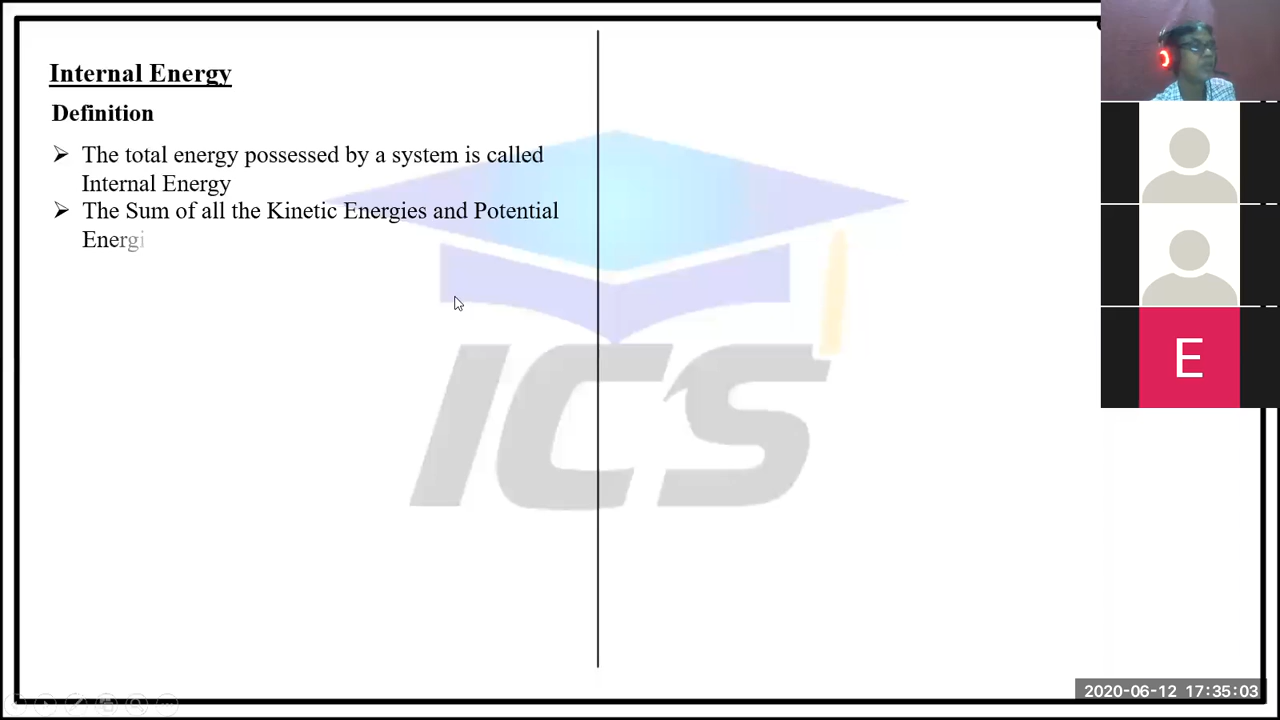 Internal Energy
Definition
➢ The total energy possessed by a system is called
Internal Energy
➢ The Sum of all the Kinetic Energies and Potential
Energi
ICS
E
2020-06-12 17:35:03